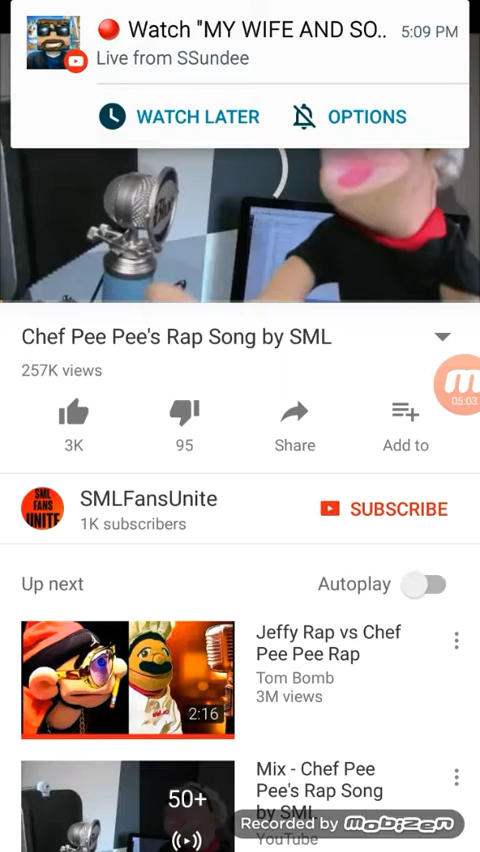 🔴 Watch "MY WIFE AND SO.. 5:09 PM
Live from SSundee
WATCH LATER OPTIONS
Chef Pee Pee's Rap Song by SML
257K views
05:03
3K 95 Share Add to
SML
FANS
UNITE
SMLFansUnite
1K subscribers
SUBSCRIBE
Up next Autoplay
Jeffy Rap vs Chef
Pee Pee Rap
Tom Bomb
3M views
2:16
Mix - Chef Pee
Pee's Rap Song
by SML
YouTube
50+
Recorded by mobizen